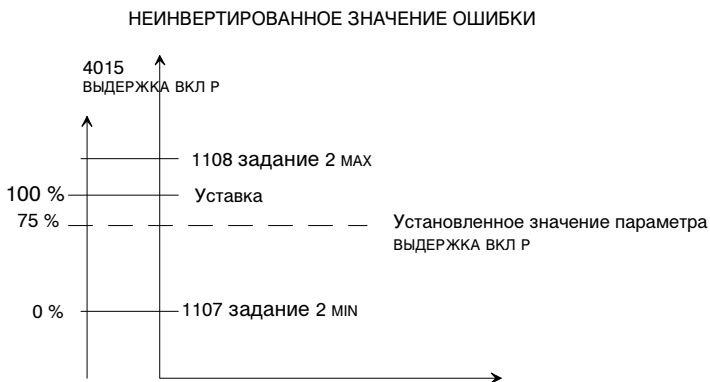 НЕИНВЕРТИРОВАННОЕ ЗНАЧЕНИЕ ОШИБКИ
4015
ВЫДЕРЖКА ВКЛ Р
1108 задание 2 MAX
100 %
Уставка
75 %
Установленное значение параметра
ВЫДЕРЖКА ВКЛ Р
0 %
1107 задание 2 MIN